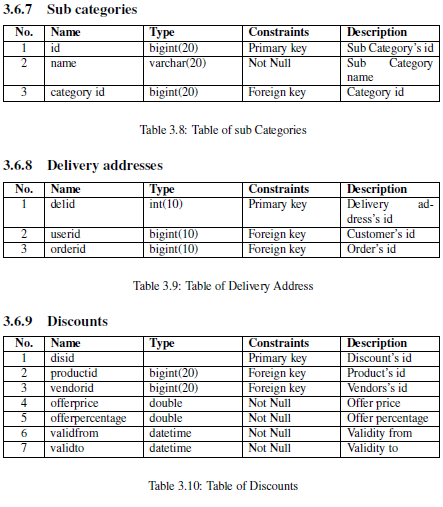 3.6.7 Sub categories
No. Name Type Constraints Description
1 id bigint(20) Primary key Sub Category's id
2 name varchar(20) Not Null Sub Category
name
3 category id bigint(20) Foreign key Category id
Table 3.8: Table of sub Categories
3.6.8 Delivery addresses
No. Name Type Constraints Description
1 delid int(10) Primary key Delivery ad-
dress's id
2 userid bigint(10) Foreign key Customer's id
3 orderid bigint(10) Foreign key Order's id
Table 3.9: Table of Delivery Address
3.6.9 Discounts
No. Name Type Constraints Description
1 disid Primary key Discount's id
2 productid bigint(20) Foreign key Product's id
3 vendorid bigint(20) Foreign key Vendors's id
4 offerprice double Not Null Offer price
5 offerpercentage double Not Null Offer percentage
6 validfrom datetime Not Null Validity from
7 validto datetime Not Null Validity to
Table 3.10: Table of Discounts